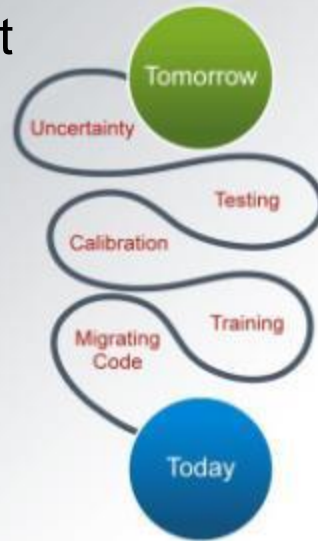 t
Tomorrow
Uncertainty
Testing
Calibration
Training
Migrating
Code
Today